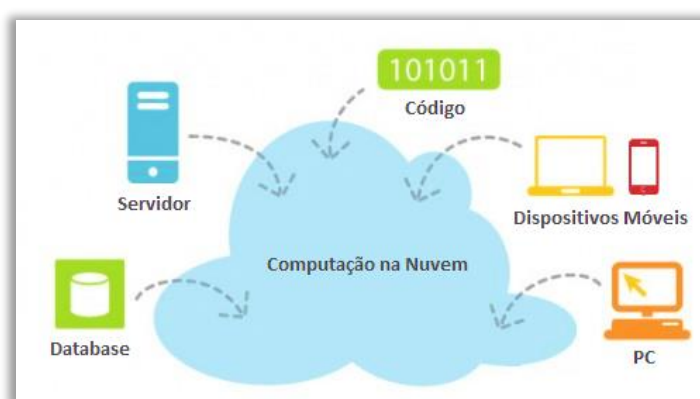 101011
Código
Servidor
Dispositivos Móveis
Computação na Nuvem
Database
PC